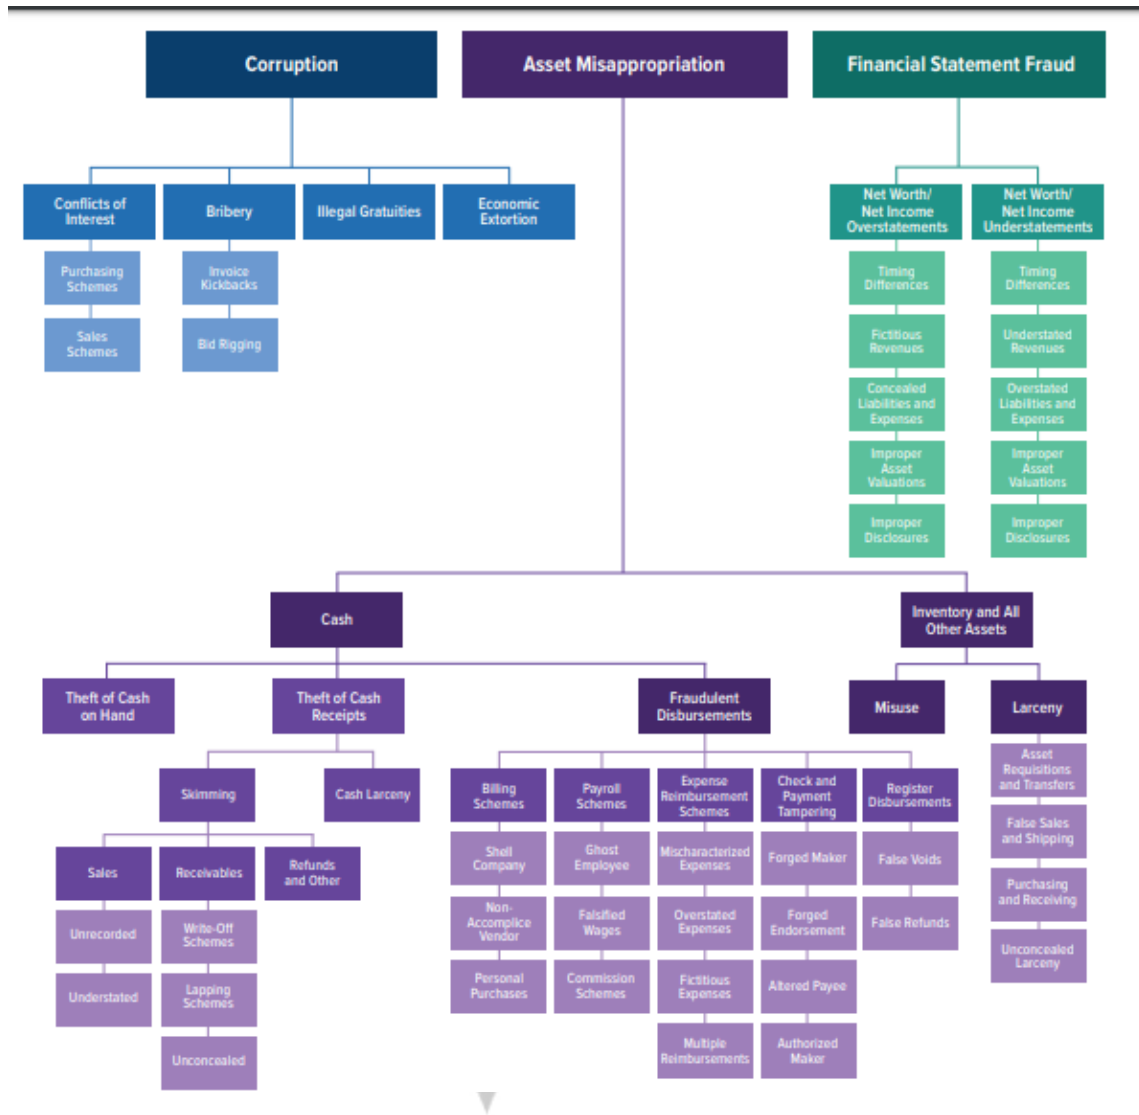 Corruption
Asset Misappropriation
Financial Statement Fraud
Conflicts of
Interest
Bribery
Illegal Gratuities
Economic
Extortion
Net Worth/
Net Income
Overstatements
Net Worth/
Net Income
Understatements
Purchasing
Schemes
Invoice
Kickbacks
Timing
Differences
Timing
Differences
Sales
Schemes
Bid Rigging
Fictitious
Revenues
Understated
Revenues
Concealed
Liabilities and
Expenses
Overstated
Liabilities and
Expenses
Improper
Asset
Valuations
Improper
Asset
Valuations
Improper
Disclosures
Improper
Disclosures
Cash
Inventory and All
Other Assets
Theft of Cash
on Hand
Theft of Cash
Receipts
Fraudulent
Disbursements
Misuse
Larceny
Skimming
Cash Larceny
Billing
Schemes
Payroll
Schemes
Expense
Reimbursement
Schemes
Check and
Payment
Tampering
Register
Disbursements
Asset
Requisitions
and Transfers
Sales
Receivables
Refunds
and Other
Shell
Company
Ghost
Employee
Mischaracterized
Expenses
Forged Maker
False Voids
False Sales
and Shipping
Unrecorded
Write-Off
Schemes
Non-
Accomplice
Vendor
Falsified
Wages
Overstated
Expenses
Forged
Endorsement
False Refunds
Purchasing
and Receiving
Understated
Lapping
Schemes
Personal
Purchases
Commission
Schemes
Fictitious
Expenses
Altered Payee
Unconcealed
Larceny
Unconcealed
Multiple
Reimbursements
Authorized
Maker